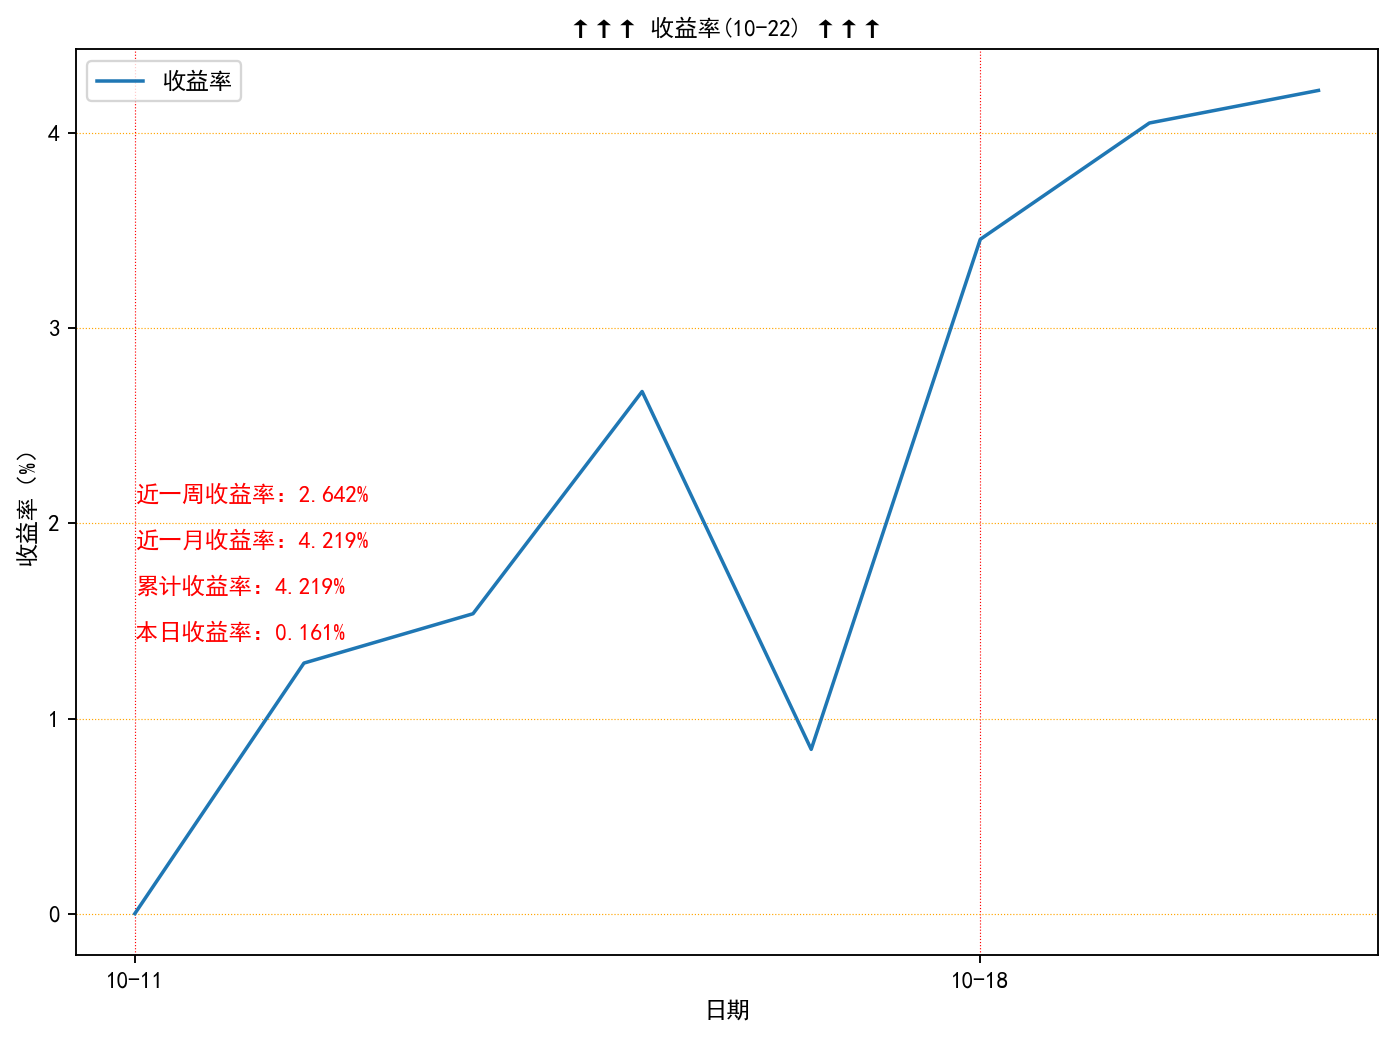 ↑↑↑ 收益率(10-22) ↑↑↑
收益率
4
3
2
1
0
收益率 (%)
近一周收益率：2.642%
近一月收益率：4.219%
累计收益率：4.219%
本日收益率：0.161%
10-11
10-18
日期